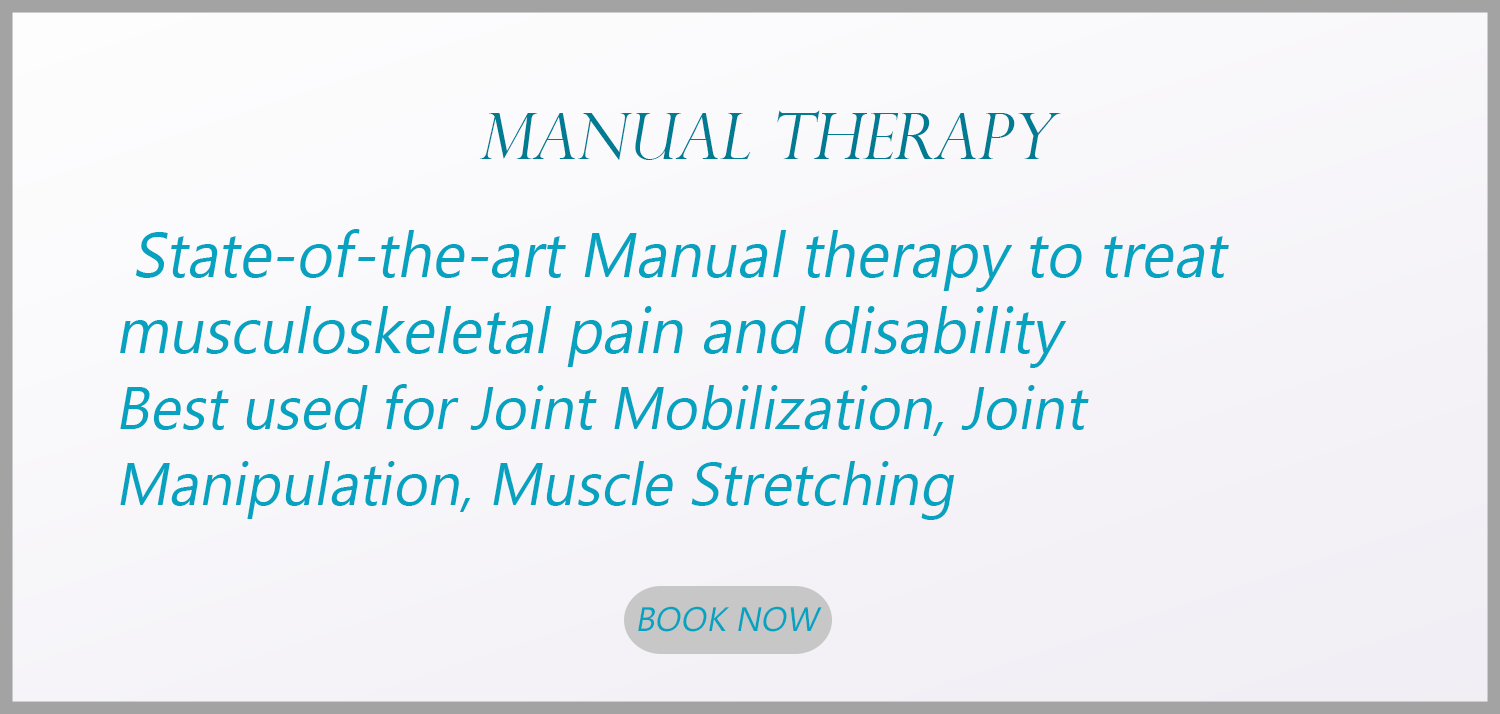 MANUAL THERAPY
State-of-the-art Manual therapy to treat
musculoskeletal pain and disability
Best used for Joint Mobilization, Joint
Manipulation, Muscle Stretching
BOOK NOW